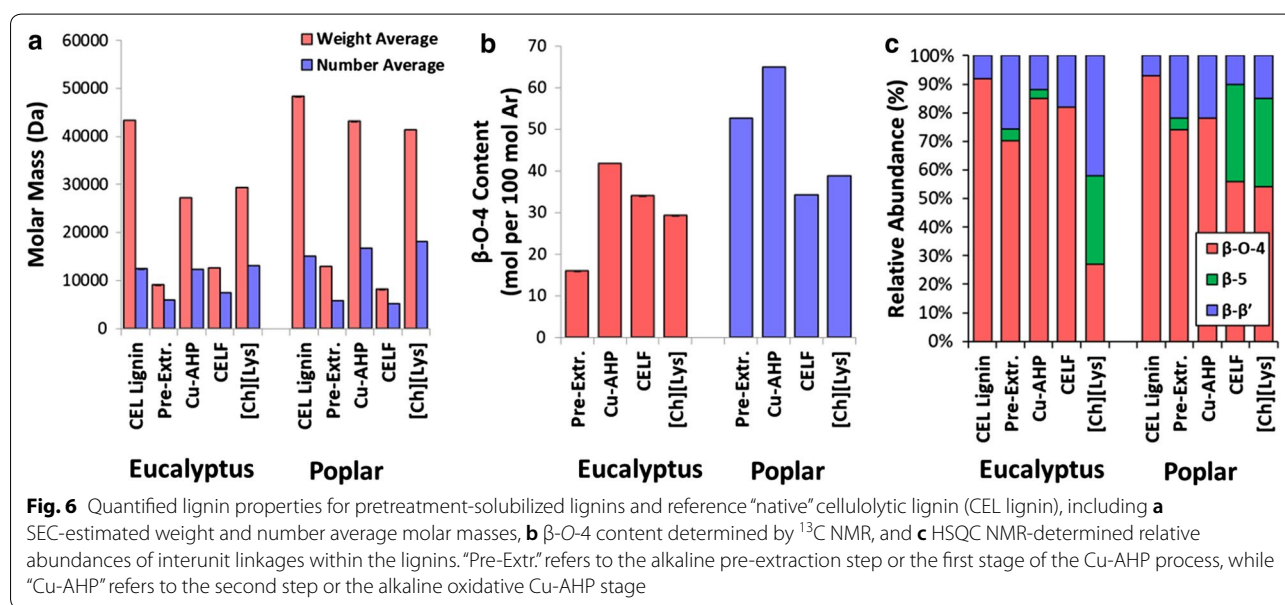 a
60000
50000
40000
30000
20000
10000
0
Molar Mass (Da)
Weight Average
Number Average
CEL Lignin
Pre-Extr.
Cu-AHP
CELF
[Ch][Lys]
CEL Lignin
Pre-Extr.
Cu-AHP
CELF
[Ch][Lys]
Eucalyptus
Poplar
b
70
60
50
40
30
20
10
0
β-O-4 Content
(mol per 100 mol Ar)
Pre-Extr.
Cu-AHP
CELF
[Ch][Lys]
Pre-Extr.
Cu-AHP
CELF
[Ch][Lys]
Eucalyptus
Poplar
c
100%
90%
80%
70%
60%
50%
40%
30%
20%
10%
0%
Relative Abundance (%)
β-O-4
β-5
β-β’
CEL Lignin
Pre-Extr.
Cu-AHP
CELF
[Ch][Lys]
CEL Lignin
Pre-Extr.
Cu-AHP
CELF
[Ch][Lys]
Eucalyptus
Poplar
Fig. 6 Quantified lignin properties for pretreatment-solubilized lignins and reference “native” cellulolytic lignin (CEL lignin), including a
SEC-estimated weight and number average molar masses, b β-O-4 content determined by ¹³C NMR, and c HSQC NMR-determined relative
abundances of interunit linkages within the lignins. “Pre-Extr.” refers to the alkaline pre-extraction step or the first stage of the Cu-AHP process, while
“Cu-AHP” refers to the second step or the alkaline oxidative Cu-AHP stage